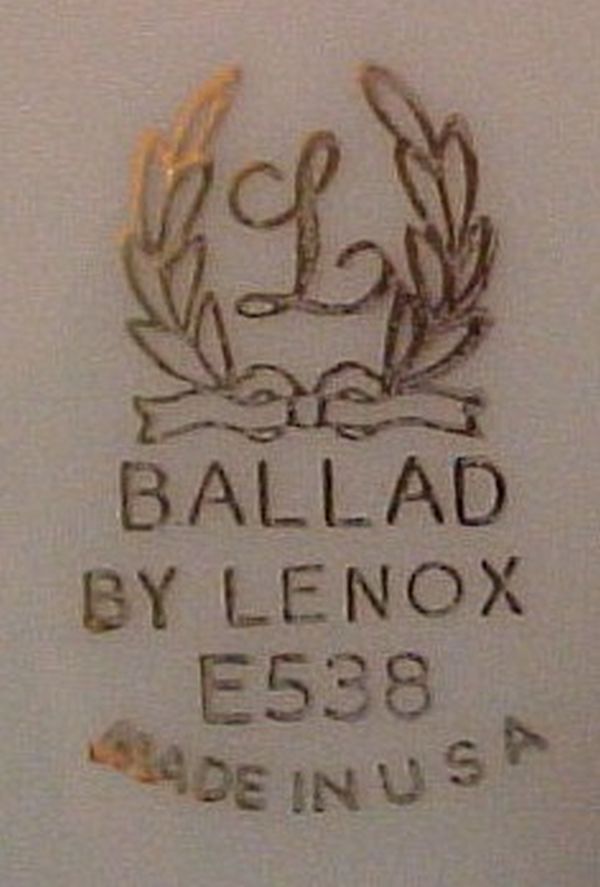 L
BALLAD
BY LENOX
E538
MADE IN USA